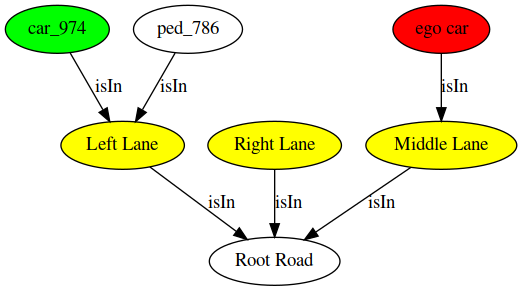 car_974
ped_786
ego car
isIn
isIn
isIn
Left Lane
Right Lane
Middle Lane
isIn
isIn
isIn
Root Road